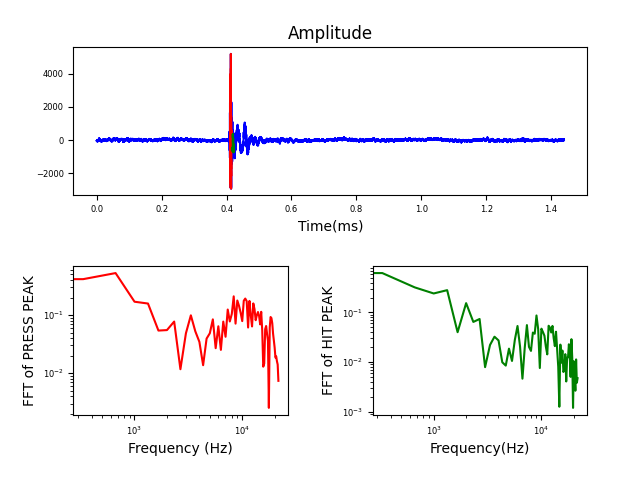 Amplitude
4000
2000
0
−2000
0.0 0.2 0.4 0.6 0.8 1.0 1.2 1.4
Time(ms)
FFT of PRESS PEAK
10⁻¹
10⁻²
10³ 10⁴
Frequency (Hz)
FFT of HIT PEAK
10⁻¹
10⁻²
10⁻³
10³ 10⁴
Frequency(Hz)